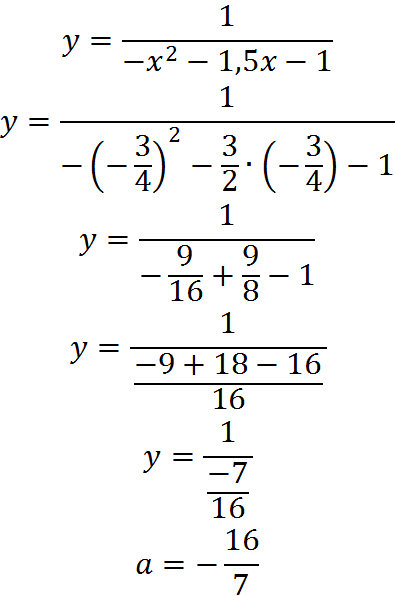 y = 1/(−x² − 1,5x − 1)
y = 1/(−(−3/4)² − 3/2 · (−3/4) − 1)
y = 1/(−9/16 + 9/8 − 1)
y = 1/((−9 + 18 − 16)/16)
y = 1/(−7/16)
a = −16/7